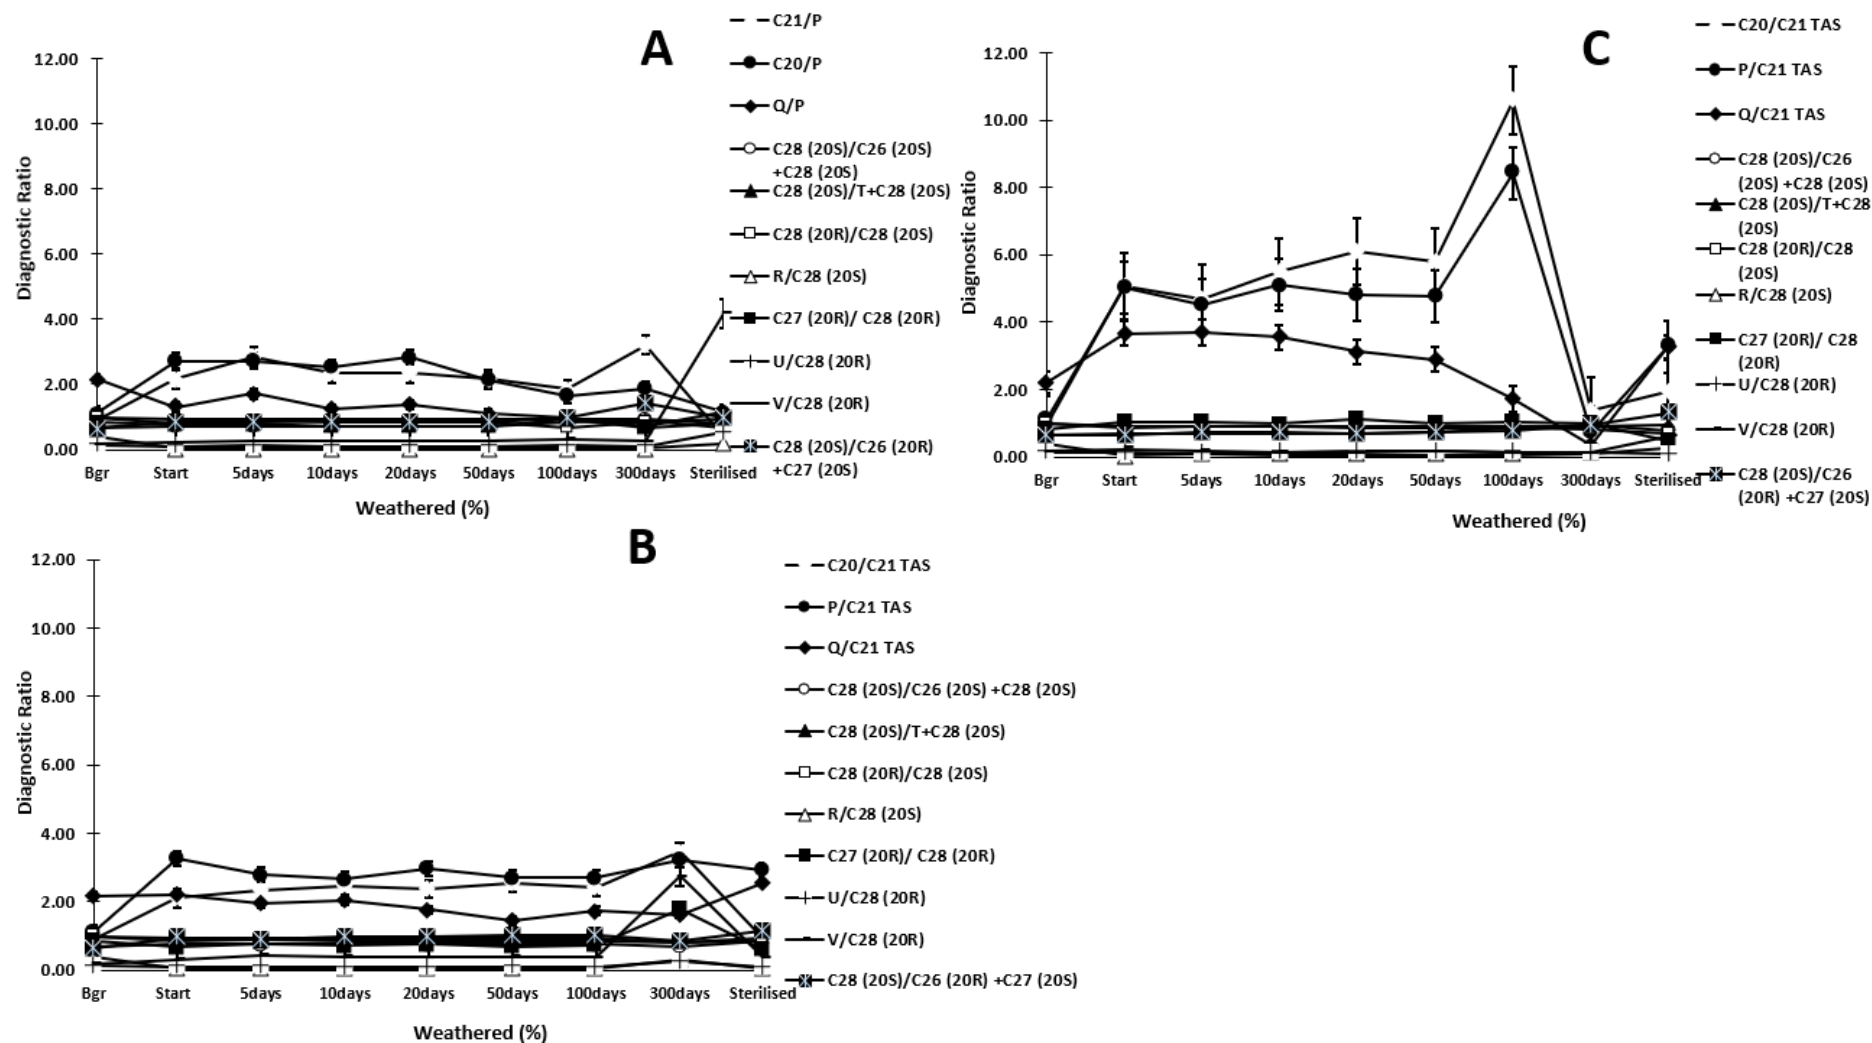 A
12.00
10.00
8.00
6.00
4.00
2.00
0.00
Diagnostic Ratio
Bgr Start 5days 10days 20days 50days 100days 300days Sterilised
Weathered (%)
C21/P
C20/P
Q/P
C28 (20S)/C26 (20S)
+C28 (20S)
C28 (20S)/T+C28 (20S)
C28 (20R)/C28 (20S)
R/C28 (20S)
C27 (20R)/ C28 (20R)
U/C28 (20R)
V/C28 (20R)
C28 (20S)/C26 (20R)
+C27 (20S)
C
12.00
10.00
8.00
6.00
4.00
2.00
0.00
Diagnostic Ratio
Bgr Start 5days 10days 20days 50days 100days 300days Sterilised
Weathered (%)
C20/C21 TAS
P/C21 TAS
Q/C21 TAS
C28 (20S)/C26
(20S) +C28 (20S)
C28 (20S)/T+C28
(20S)
C28 (20R)/C28
(20S)
R/C28 (20S)
C27 (20R)/ C28
(20R)
U/C28 (20R)
V/C28 (20R)
C28 (20S)/C26
(20R) +C27 (20S)
B
12.00
10.00
8.00
6.00
4.00
2.00
0.00
Diagnostic Ratio
Bgr Start 5days 10days 20days 50days 100days 300days Sterilised
Weathered (%)
C20/C21 TAS
P/C21 TAS
Q/C21 TAS
C28 (20S)/C26 (20S) +C28 (20S)
C28 (20S)/T+C28 (20S)
C28 (20R)/C28 (20S)
R/C28 (20S)
C27 (20R)/ C28 (20R)
U/C28 (20R)
V/C28 (20R)
C28 (20S)/C26 (20R) +C27 (20S)